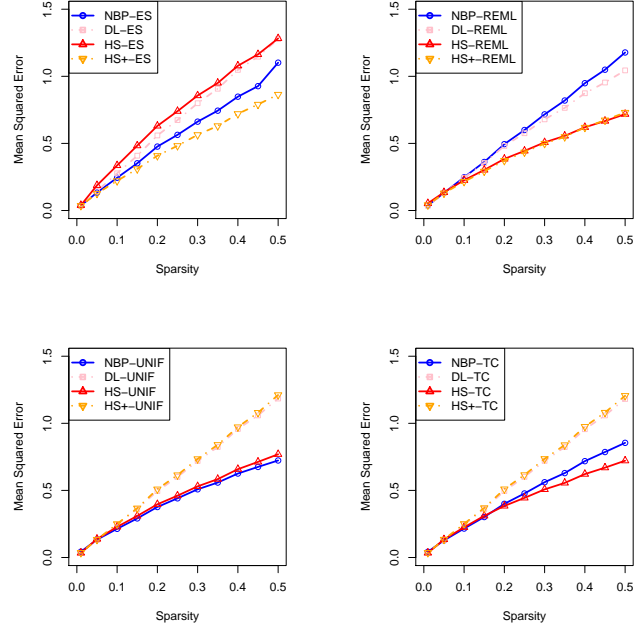 NBP−ES
DL−ES
HS−ES
HS+−ES
Mean Squared Error
0.0 0.5 1.0 1.5
0.0 0.1 0.2 0.3 0.4 0.5
Sparsity
NBP−REML
DL−REML
HS−REML
HS+−REML
Mean Squared Error
0.0 0.5 1.0 1.5
0.0 0.1 0.2 0.3 0.4 0.5
Sparsity
NBP−UNIF
DL−UNIF
HS−UNIF
HS+−UNIF
Mean Squared Error
0.0 0.5 1.0 1.5
0.0 0.1 0.2 0.3 0.4 0.5
Sparsity
NBP−TC
DL−TC
HS−TC
HS+−TC
Mean Squared Error
0.0 0.5 1.0 1.5
0.0 0.1 0.2 0.3 0.4 0.5
Sparsity